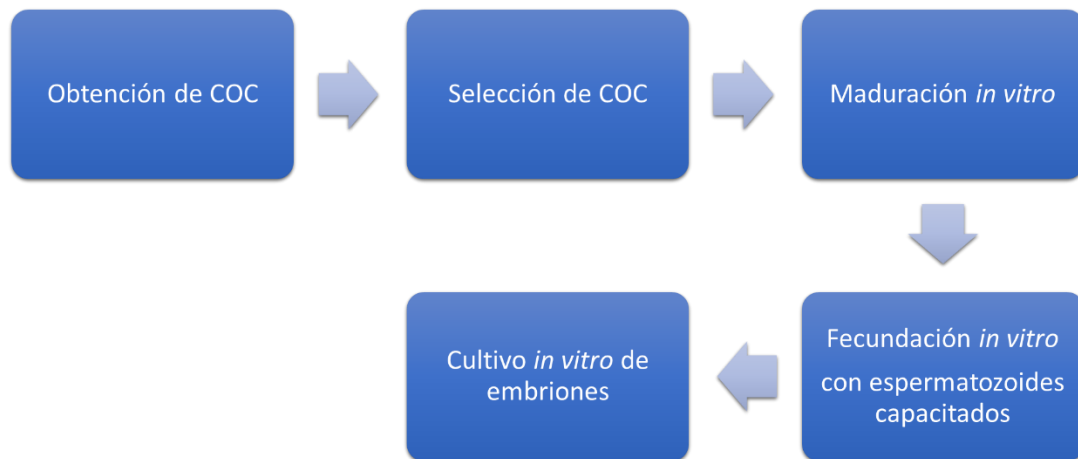 Obtención de COC
Selección de COC
Maduración in vitro
Fecundación in vitro
con espermatozoides
capacitados
Cultivo in vitro de
embriones